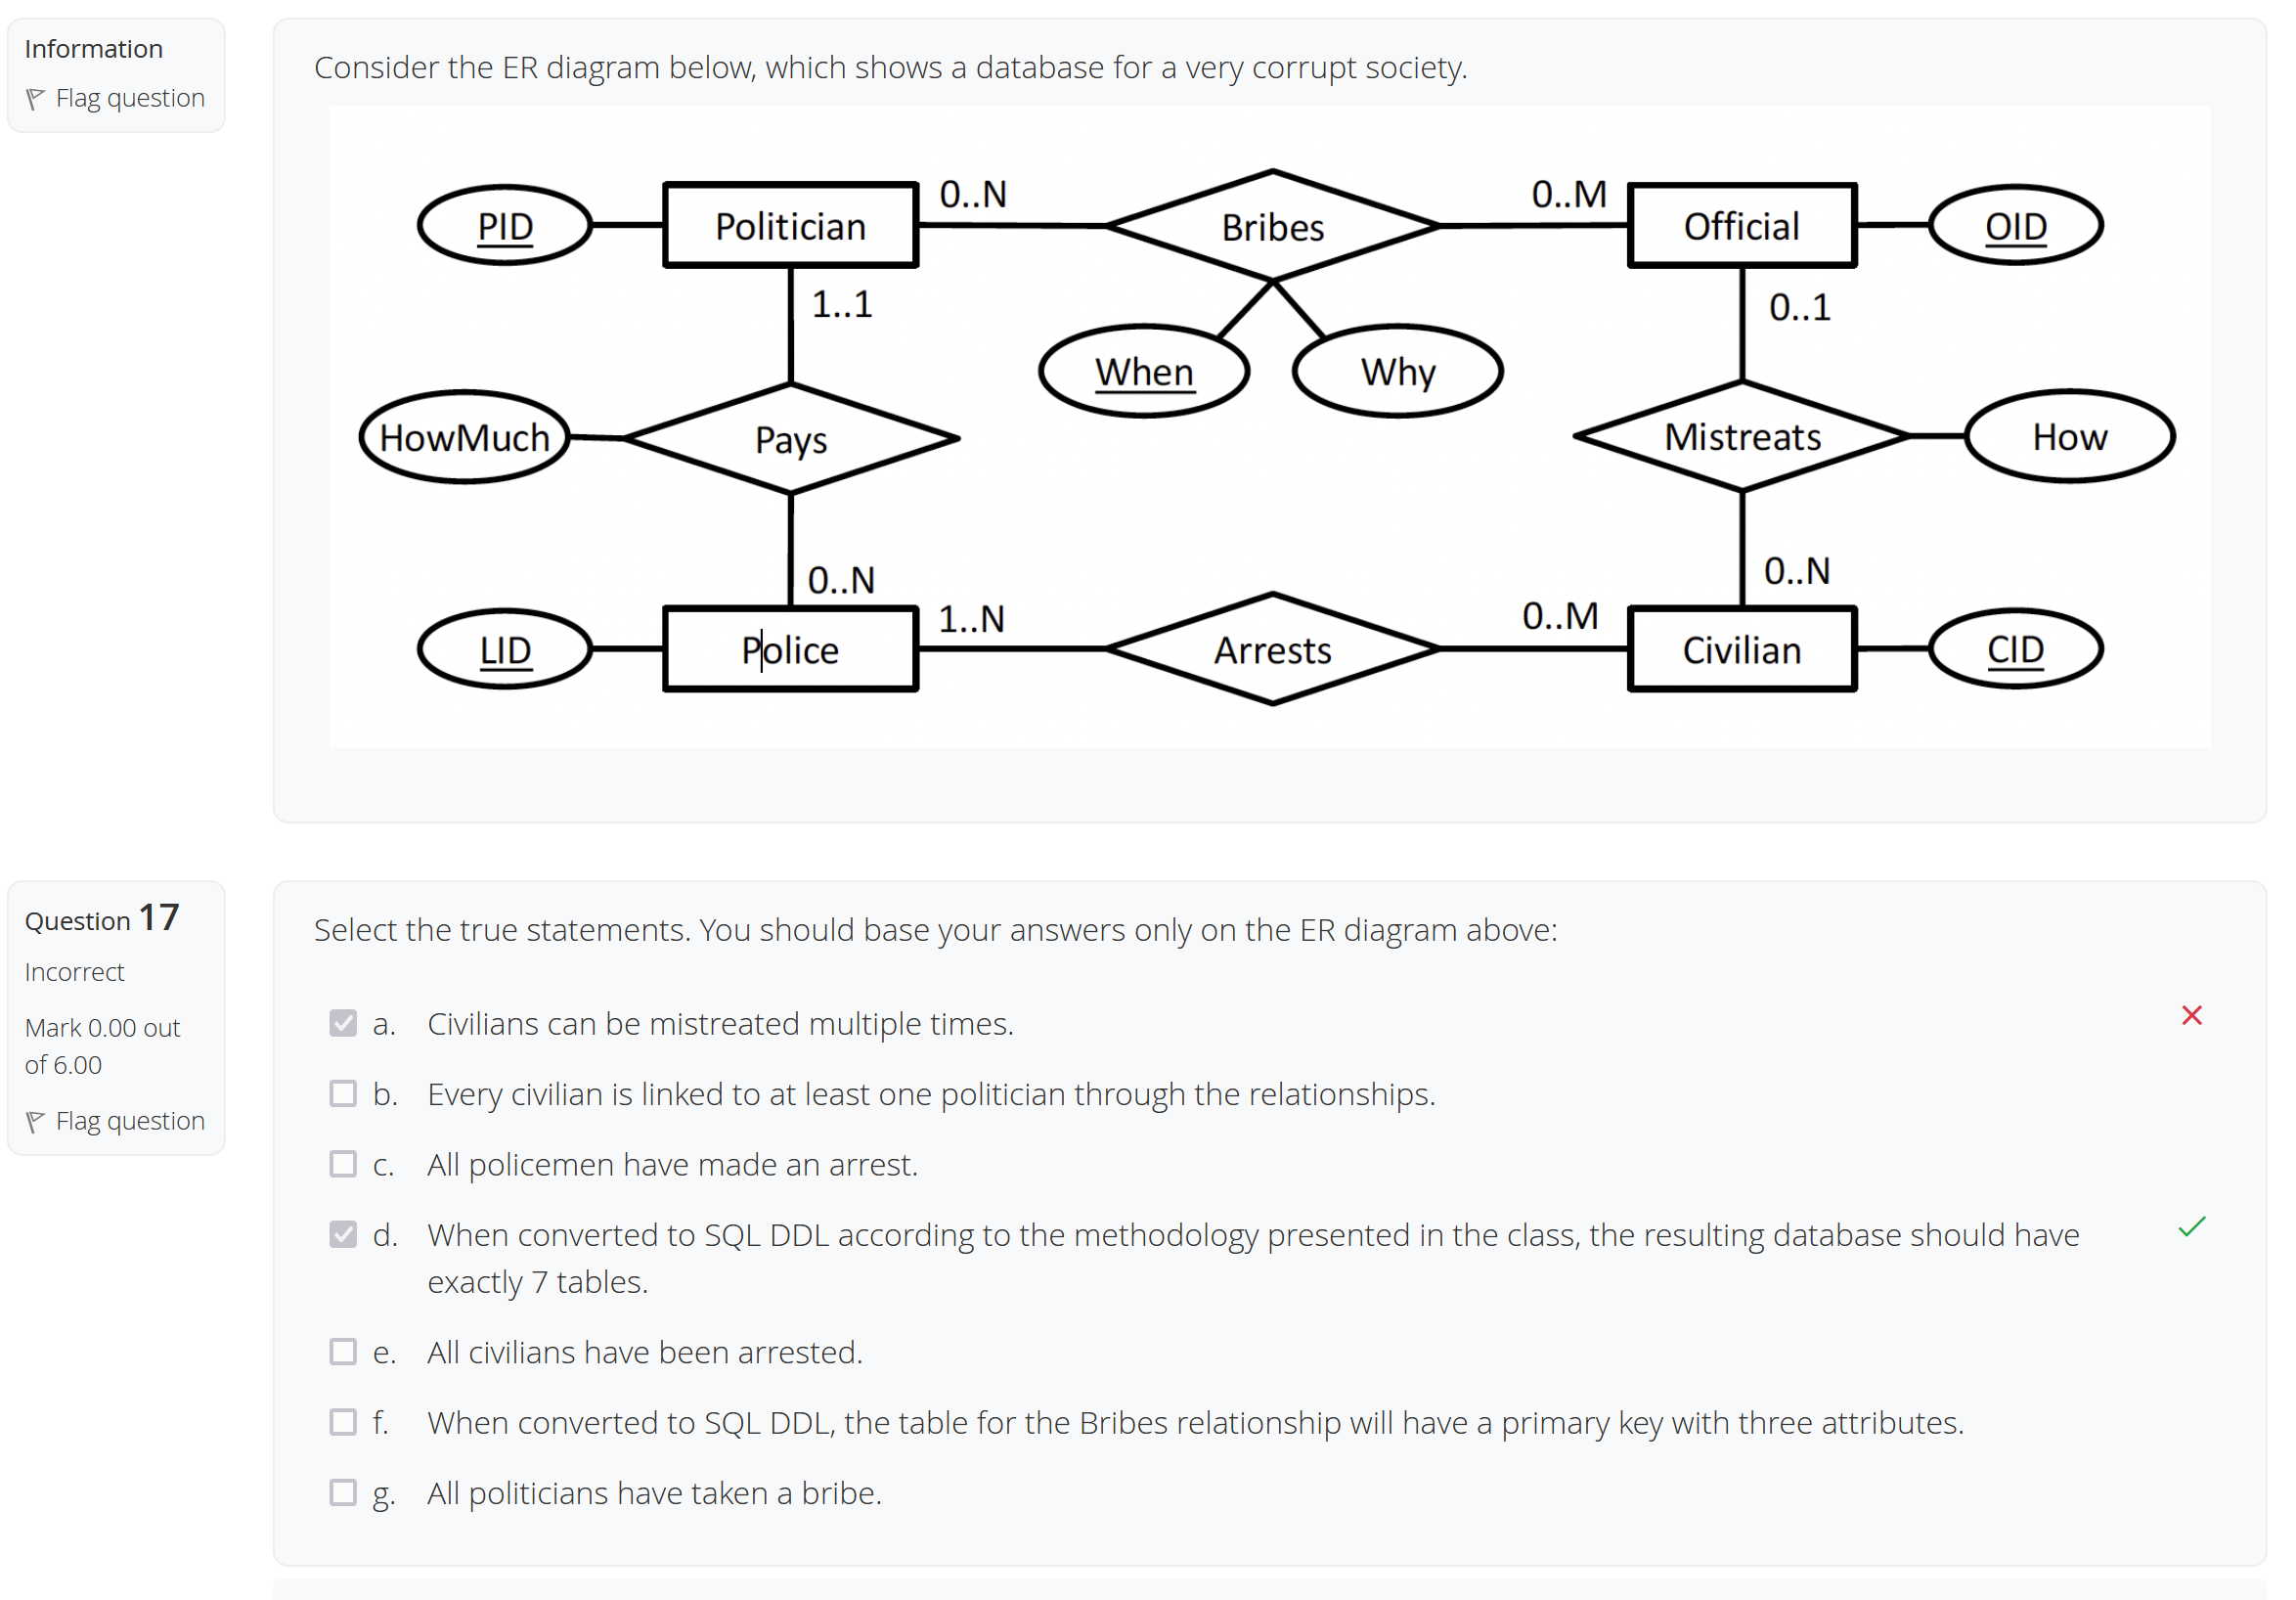 Information
Flag question
Consider the ER diagram below, which shows a database for a very corrupt society.
PID
Politician
0..N
Bribes
0..M
Official
OID
1..1
0..1
When
Why
HowMuch
Pays
Mistreats
How
0..N
0..N
LID
Police
1..N
Arrests
0..M
Civilian
CID
Question 17
Incorrect
Mark 0.00 out
of 6.00
Flag question
Select the true statements. You should base your answers only on the ER diagram above:
a. Civilians can be mistreated multiple times.
b. Every civilian is linked to at least one politician through the relationships.
c. All policemen have made an arrest.
d. When converted to SQL DDL according to the methodology presented in the class, the resulting database should have
exactly 7 tables.
e. All civilians have been arrested.
f. When converted to SQL DDL, the table for the Bribes relationship will have a primary key with three attributes.
g. All politicians have taken a bribe.